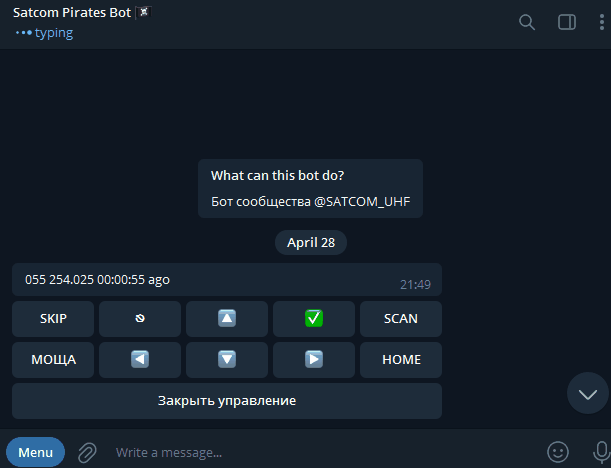 Satcom Pirates Bot
typing
What can this bot do?
Бот сообщества @SATCOM_UHF
April 28
055 254.025 00:00:55 ago
21:49
SKIP
SCAN
МОЩА
HOME
Закрыть управление
Menu
Write a message...